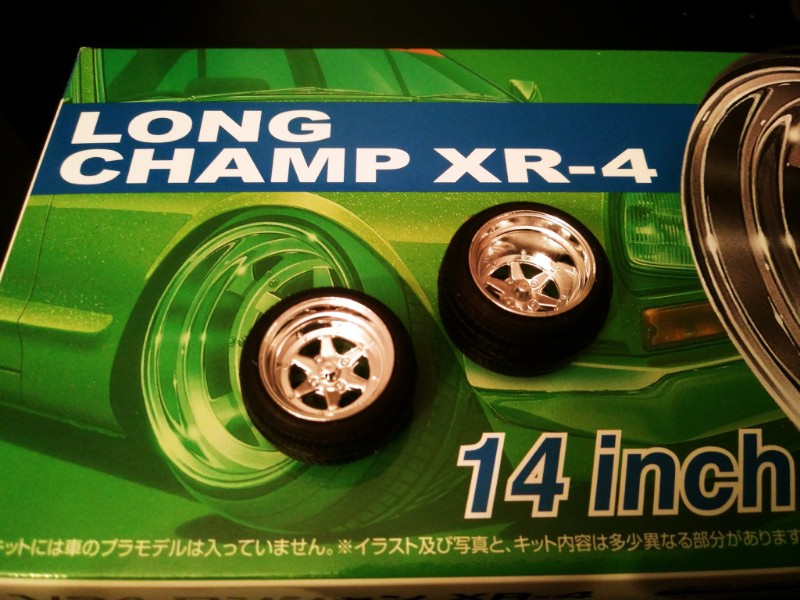 LONG
CHAMP XR-4
14 inch
キットには車のプラモデルは入っていません。※イラスト及び写真と、キット内容は多少異なる部分があります